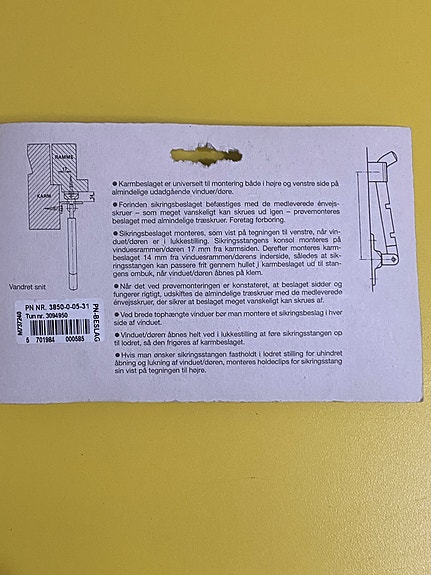 RAMME
KARM
Vandret snit
PN NR. 3850-0-05-31
Tun nr. 3094950
5 701984 000585
PN-BESLAG
● Karmbeslaget er universelt til montering både i højre og venstre side på
almindelige udadgående vinduer/døre.
● Forinden sikringsbeslaget befæstiges med de medleverede énvejs-
skruer – som meget vanskeligt kan skrues ud igen – prøvemonteres
beslaget med almindelige træskruer. Foretag forboring.
● Sikringsbeslaget monteres, som vist på tegningen til venstre, når vin-
duet/døren er i lukkestilling. Sikringsstangens konsol monteres på
vinduesrammen/døren 17 mm fra karmsiden. Derefter monteres karm-
beslaget 14 mm fra vinduesrammen/dørens inderside, således at sik-
ringsstangen kan passere frit gennem hullet i karmbeslaget ud til stan-
gens ombuk, når vinduet/døren åbnes på klem.
● Når det ved prøvemonteringen er konstateret, at beslaget sidder og
fungerer rigtigt, udskiftes de almindelige træskruer med de medleverede
énvejsskruer, der sikrer at beslaget meget vanskeligt kan skrues af.
● Ved brede tophængte vinduer bør man montere et sikringsbeslag i hver
side af vinduet.
● Vinduet/døren åbnes helt ved i lukkestilling at føre sikringsstangen op
til lodret, så den frigøres af karmbeslaget.
● Hvis man ønsker sikringsstangen fastholdt i lodret stilling for uhindret
åbning og lukning af vinduet/døren, monteres holdeclips for sikringsstang
sin vist på tegningen til højre.